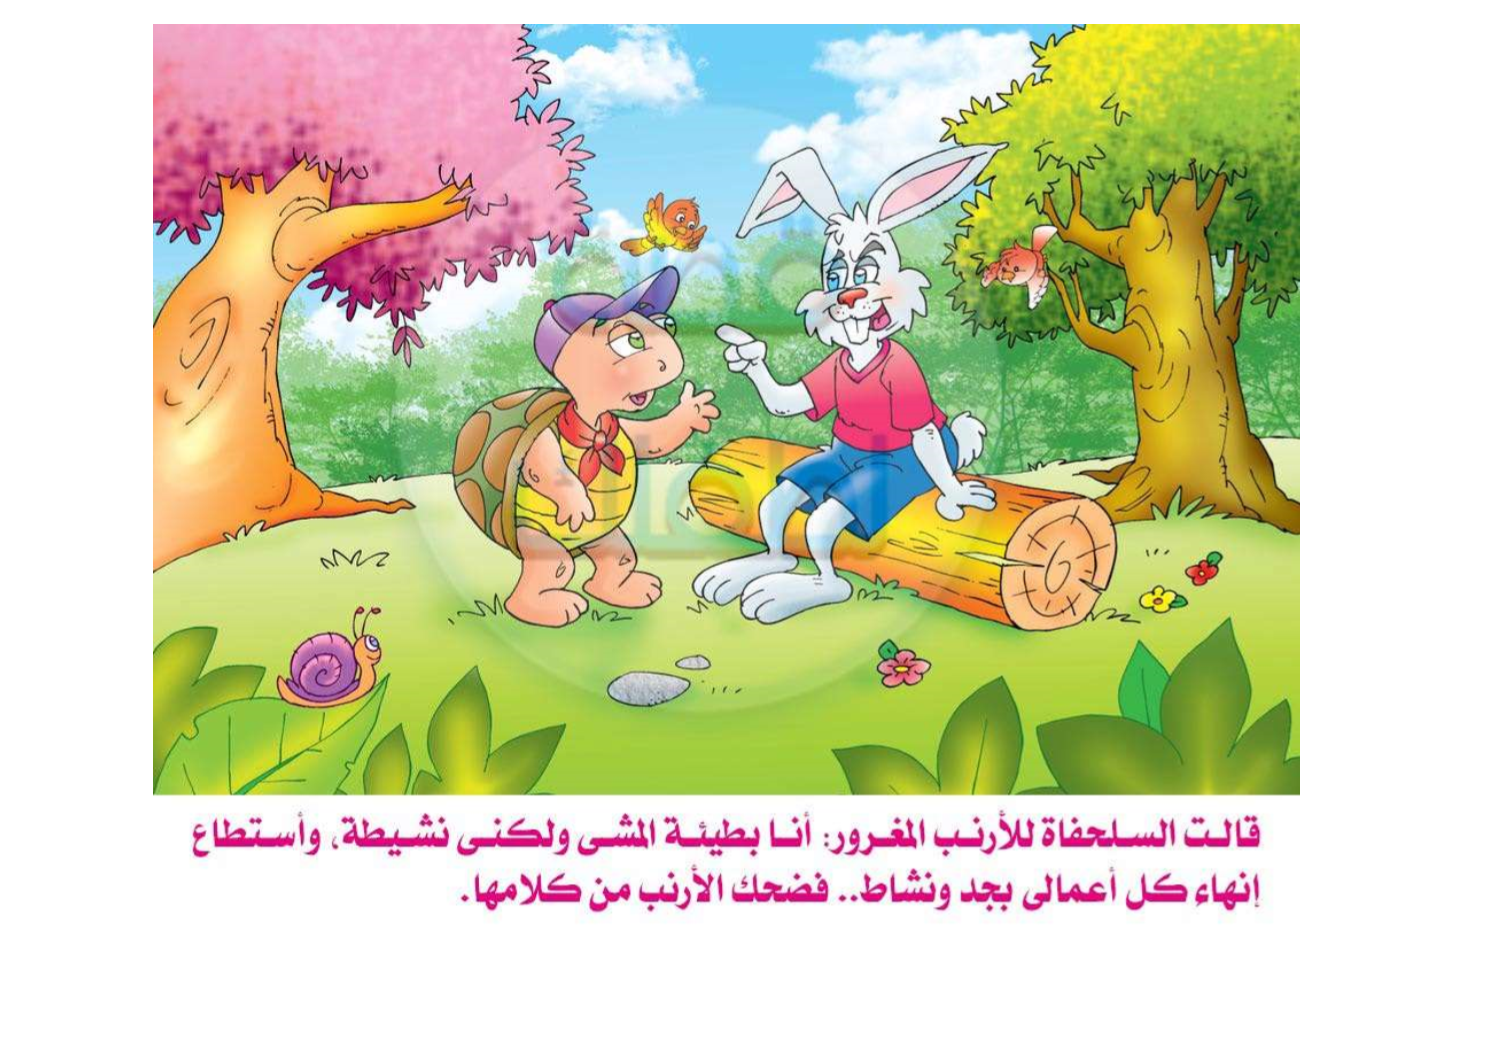 قالت السلحفاة للأرنب المغرور: أنا بطيئة المشى ولكنى نشيطة، وأستطاع
إنهاء كل أعمالى بجد ونشاط.. فضحك الأرنب من كلامها.